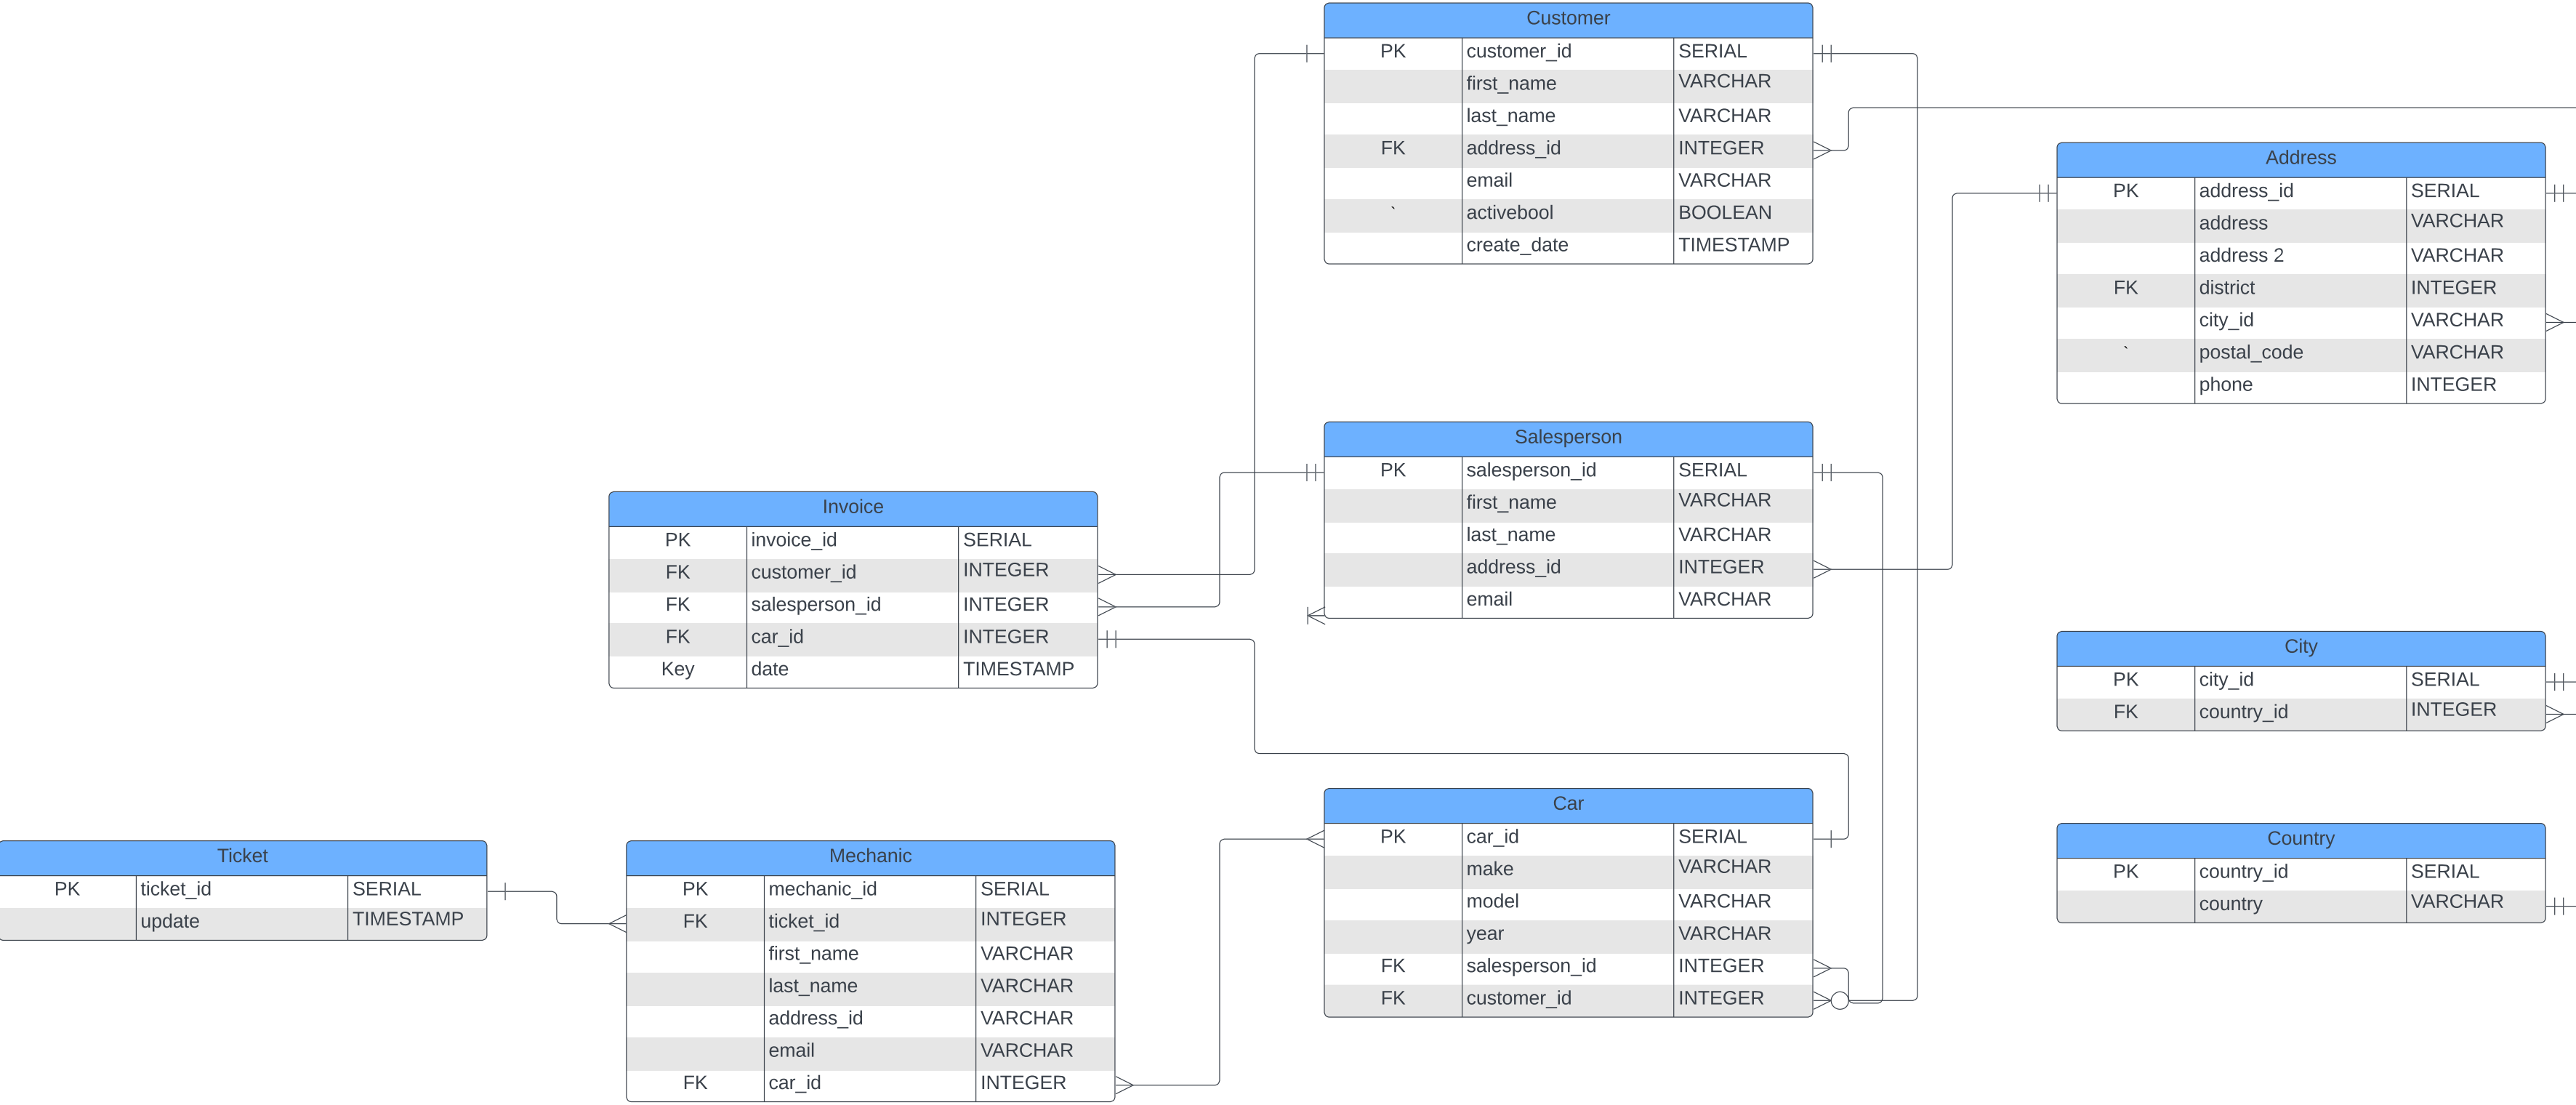 Customer
PK customer_id SERIAL
first_name VARCHAR
last_name VARCHAR
FK address_id INTEGER
email VARCHAR
` activebool BOOLEAN
create_date TIMESTAMP
Address
PK address_id SERIAL
address VARCHAR
address 2 VARCHAR
FK district INTEGER
city_id VARCHAR
` postal_code VARCHAR
phone INTEGER
Salesperson
PK salesperson_id SERIAL
first_name VARCHAR
last_name VARCHAR
address_id INTEGER
email VARCHAR
Invoice
PK invoice_id SERIAL
FK customer_id INTEGER
FK salesperson_id INTEGER
FK car_id INTEGER
Key date TIMESTAMP
City
PK city_id SERIAL
FK country_id INTEGER
Car
PK car_id SERIAL
make VARCHAR
model VARCHAR
year VARCHAR
FK salesperson_id INTEGER
FK customer_id INTEGER
Country
PK country_id SERIAL
country VARCHAR
Ticket
PK ticket_id SERIAL
update TIMESTAMP
Mechanic
PK mechanic_id SERIAL
FK ticket_id INTEGER
first_name VARCHAR
last_name VARCHAR
address_id VARCHAR
email VARCHAR
FK car_id INTEGER